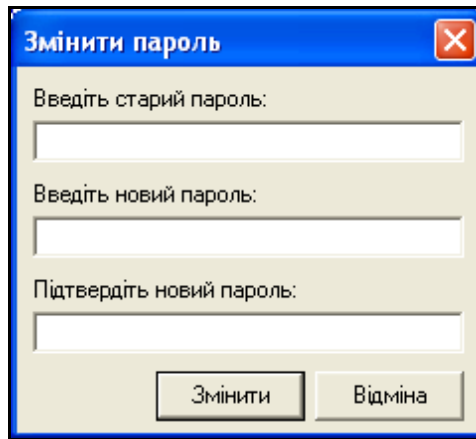 Змінити пароль
Введіть старий пароль:
Введіть новий пароль:
Підтвердіть новий пароль:
Змінити
Відміна